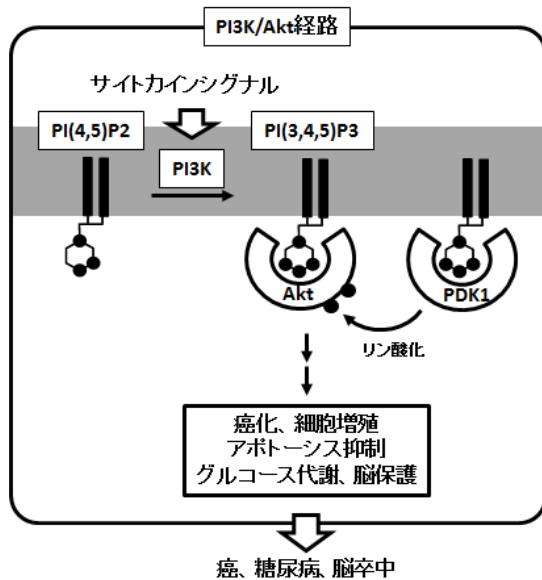 PI3K/Akt経路
サイトカインシグナル
PI(4,5)P2
PI(3,4,5)P3
PI3K
Akt
PDK1
リン酸化
癌化、細胞増殖
アポトーシス抑制
グルコース代謝、脳保護
癌、糖尿病、脳卒中